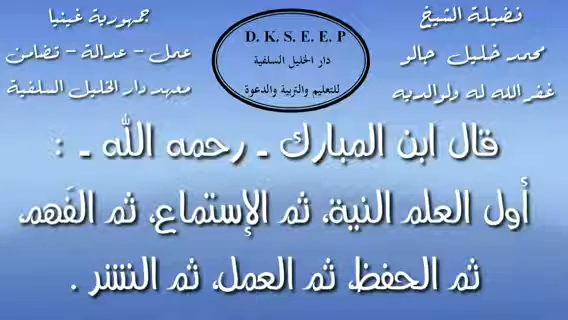 فضيلة الشيخ
محمد خليل جالو
غفر الله له ولوالديه
D. K. S. E. E. P
دار الخليل السلفية
للتعليم والتربية والدعوة
جمهورية غينيا
عمل - عدالة - تضامن
معهد دار الخليل السلفية
قال ابن المبارك ـ رحمه الله ـ :
أول العلم النية، ثم الإستماع، ثم الفَهم،
ثم الحفظ، ثم العمل، ثم النشر .